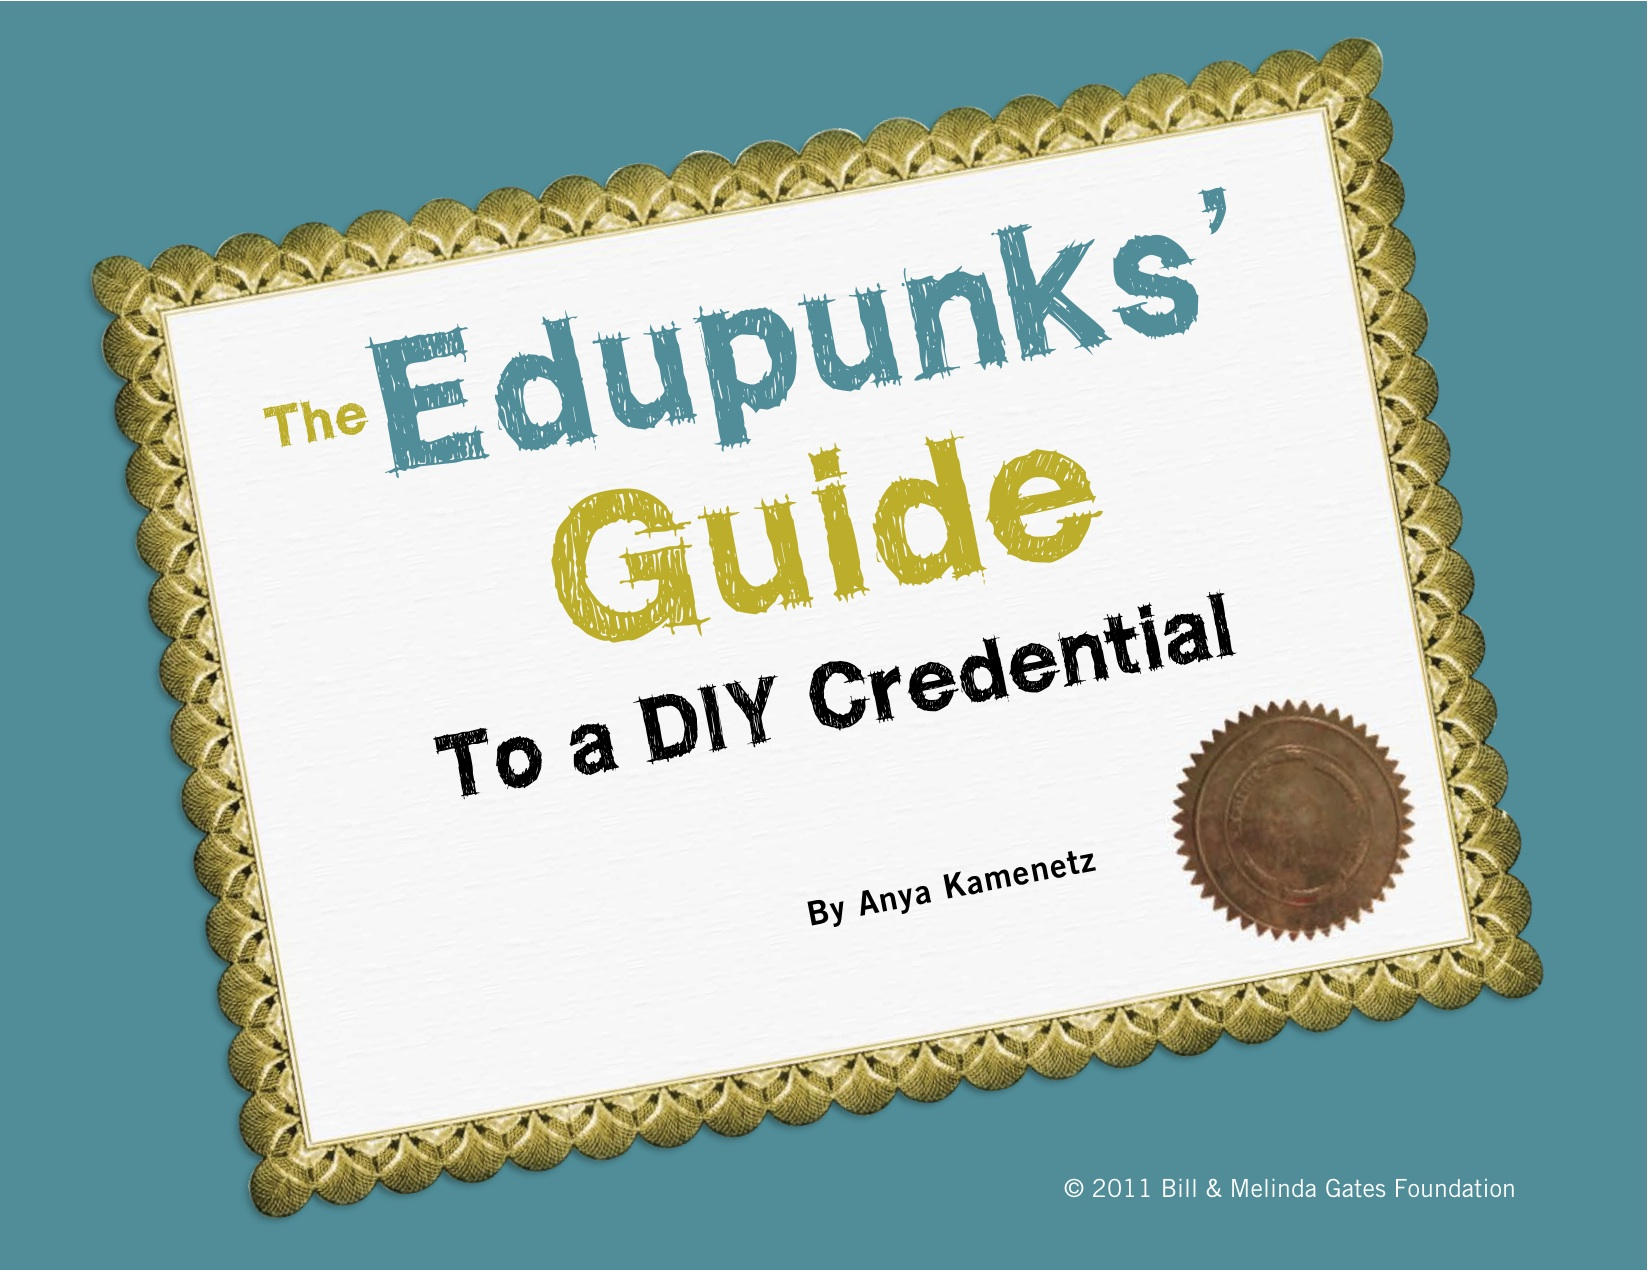 The Edupunks’
Guide
To a DIY Credential
By Anya Kamenetz
© 2011 Bill & Melinda Gates Foundation